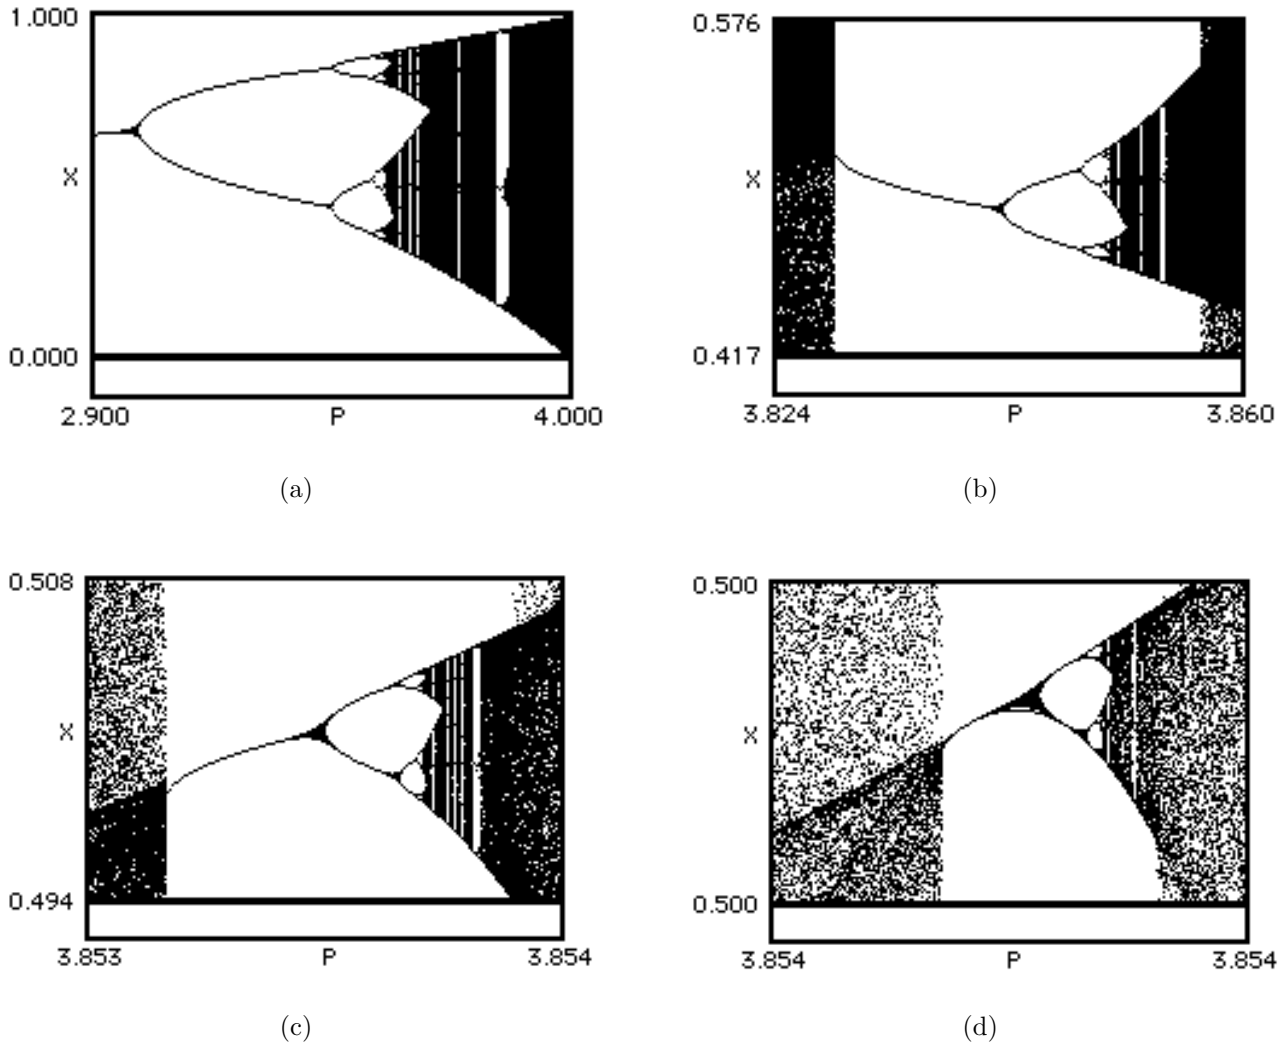 1.000
X
0.000
2.900 P 4.000
(a)
0.576
X
0.417
3.824 P 3.860
(b)
0.508
X
0.494
3.853 P 3.854
(c)
0.500
X
0.500
3.854 P 3.854
(d)